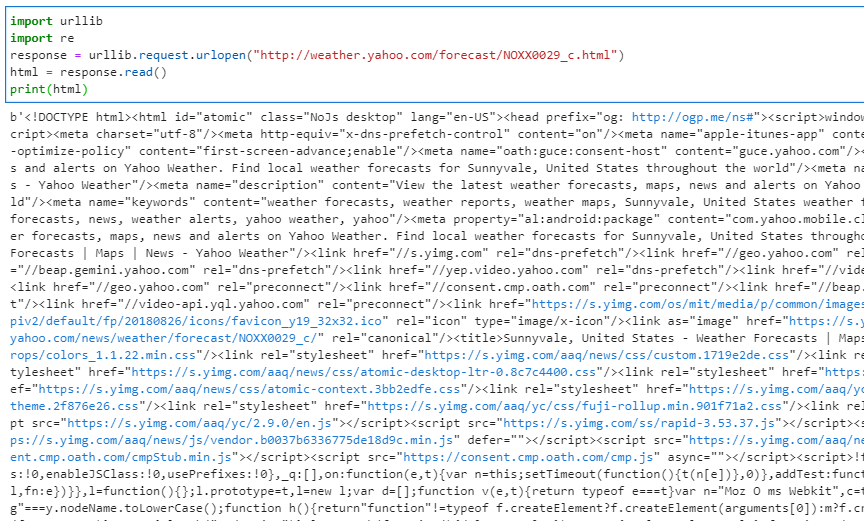 import urllib
import re
response = urllib.request.urlopen("http://weather.yahoo.com/forecast/NOXX0029_c.html")
html = response.read()
print(html)
b'<!DOCTYPE html><html id="atomic" class="NoJs desktop" lang="en-US"><head prefix="og: http://ogp.me/ns#"><script>window
cript><meta charset="utf-8"/><meta http-equiv="x-dns-prefetch-control" content="on"/><meta name="apple-itunes-app" conte
-optimize-policy" content="first-screen-advance;enable"/><meta name="oath:guce:consent-host" content="guce.yahoo.com"/>
s and alerts on Yahoo Weather. Find local weather forecasts for Sunnyvale, United States throughout the world"/><meta na
s - Yahoo Weather"/><meta name="description" content="View the latest weather forecasts, maps, news and alerts on Yahoo
ld"/><meta name="keywords" content="weather forecasts, weather reports, weather maps, Sunnyvale, United States weather f
forecasts, news, weather alerts, yahoo weather, yahoo"/><meta property="al:android:package" content="com.yahoo.mobile.cl
er forecasts, maps, news and alerts on Yahoo Weather. Find local weather forecasts for Sunnyvale, United States througho
Forecasts | Maps | News - Yahoo Weather"/><link href="//s.yimg.com" rel="dns-prefetch"/><link href="//geo.yahoo.com" rel
="//beap.gemini.yahoo.com" rel="dns-prefetch"/><link href="//yep.video.yahoo.com" rel="dns-prefetch"/><link href="//vide
<link href="//geo.yahoo.com" rel="preconnect"/><link href="//consent.cmp.oath.com" rel="preconnect"/><link href="//beap.
t"/><link href="//video-api.yql.yahoo.com" rel="preconnect"/><link href="https://s.yimg.com/os/mit/media/p/common/images
piv2/default/fp/20180826/icons/favicon_y19_32x32.ico" rel="icon" type="image/x-icon"/><link as="image" href="https://s.y
yahoo.com/news/weather/forecast/NOXX0029_c/" rel="canonical"/><title>Sunnyvale, United States - Weather Forecasts | Maps
rops/colors_1.1.22.min.css"/><link rel="stylesheet" href="https://s.yimg.com/aaq/news/css/custom.1719e2de.css"/><link re
tylesheet" href="https://s.yimg.com/aaq/news/css/atomic-desktop-ltr-0.8c7c4400.css"/><link rel="stylesheet" href="https:
ef="https://s.yimg.com/aaq/news/css/atomic-context.3bb2edfe.css"/><link rel="stylesheet" href="https://s.yimg.com/aaq/yc
theme.2f876e26.css"/><link rel="stylesheet" href="https://s.yimg.com/aaq/yc/css/fuji-rollup.min.901f71a2.css"/><link rel
pt src="https://s.yimg.com/aaq/yc/2.9.0/en.js"></script><script src="https://s.yimg.com/ss/rapid-3.53.37.js"></script><s
ps://s.yimg.com/aaq/news/js/vendor.b0037b6336775de18d9c.min.js" defer=""></script><script src="https://s.yimg.com/aaq/ne
ent.cmp.oath.com/cmpStub.min.js"></script><script src="https://consent.cmp.oath.com/cmp.js" async=""></script><script>!f
s:!0,enableJSClass:!0,usePrefixes:!0},_q:[],on:function(e,t){var n=this;setTimeout(function(){t(n[e])},0)},addTest:funct
l,fn:e})}},l=function(){};l.prototype=t,l=new l;var d=[];function v(e,t){return typeof e===t}var n="Moz O ms Webkit",c=e
g"===y.nodeName.toLowerCase();function h(){return"function"!=typeof f.createElement?f.createElement(arguments[0]):m?f.c